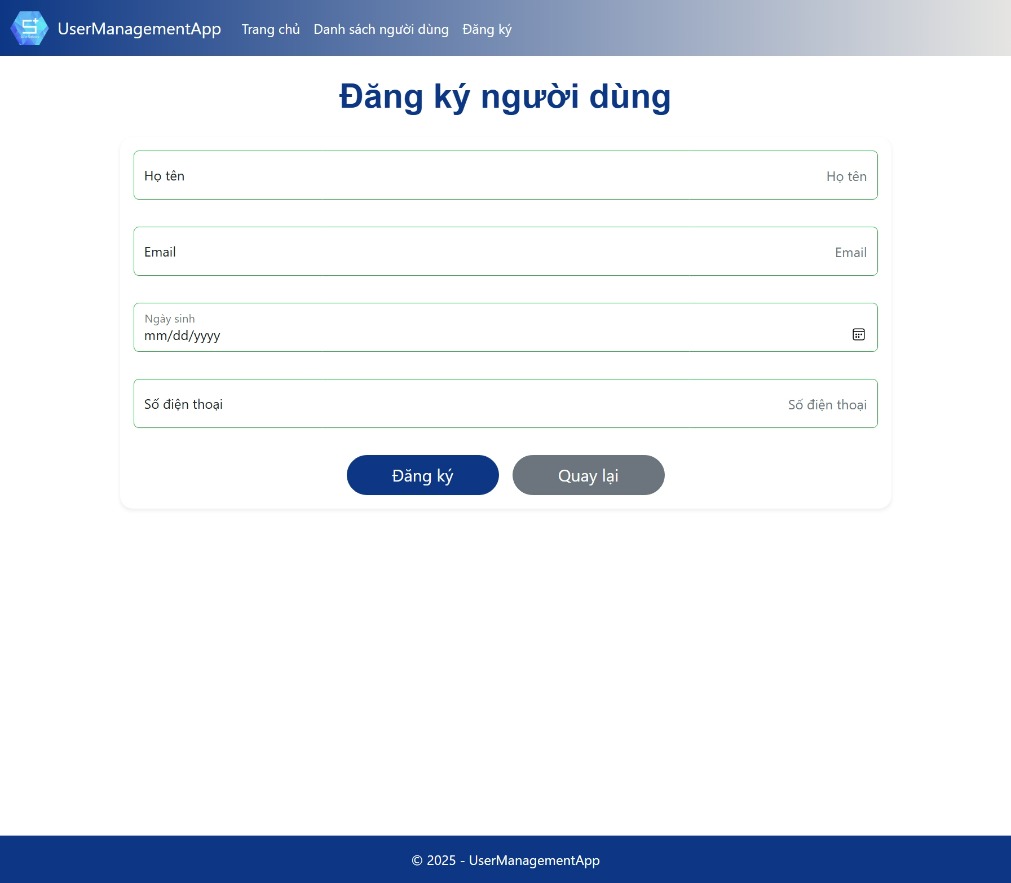 UserManagementApp Trang chủ Danh sách người dùng Đăng ký
Đăng ký người dùng
Họ tên Họ tên
Email Email
Ngày sinh
mm/dd/yyyy
Số điện thoại Số điện thoại
Đăng ký Quay lại
© 2025 - UserManagementApp